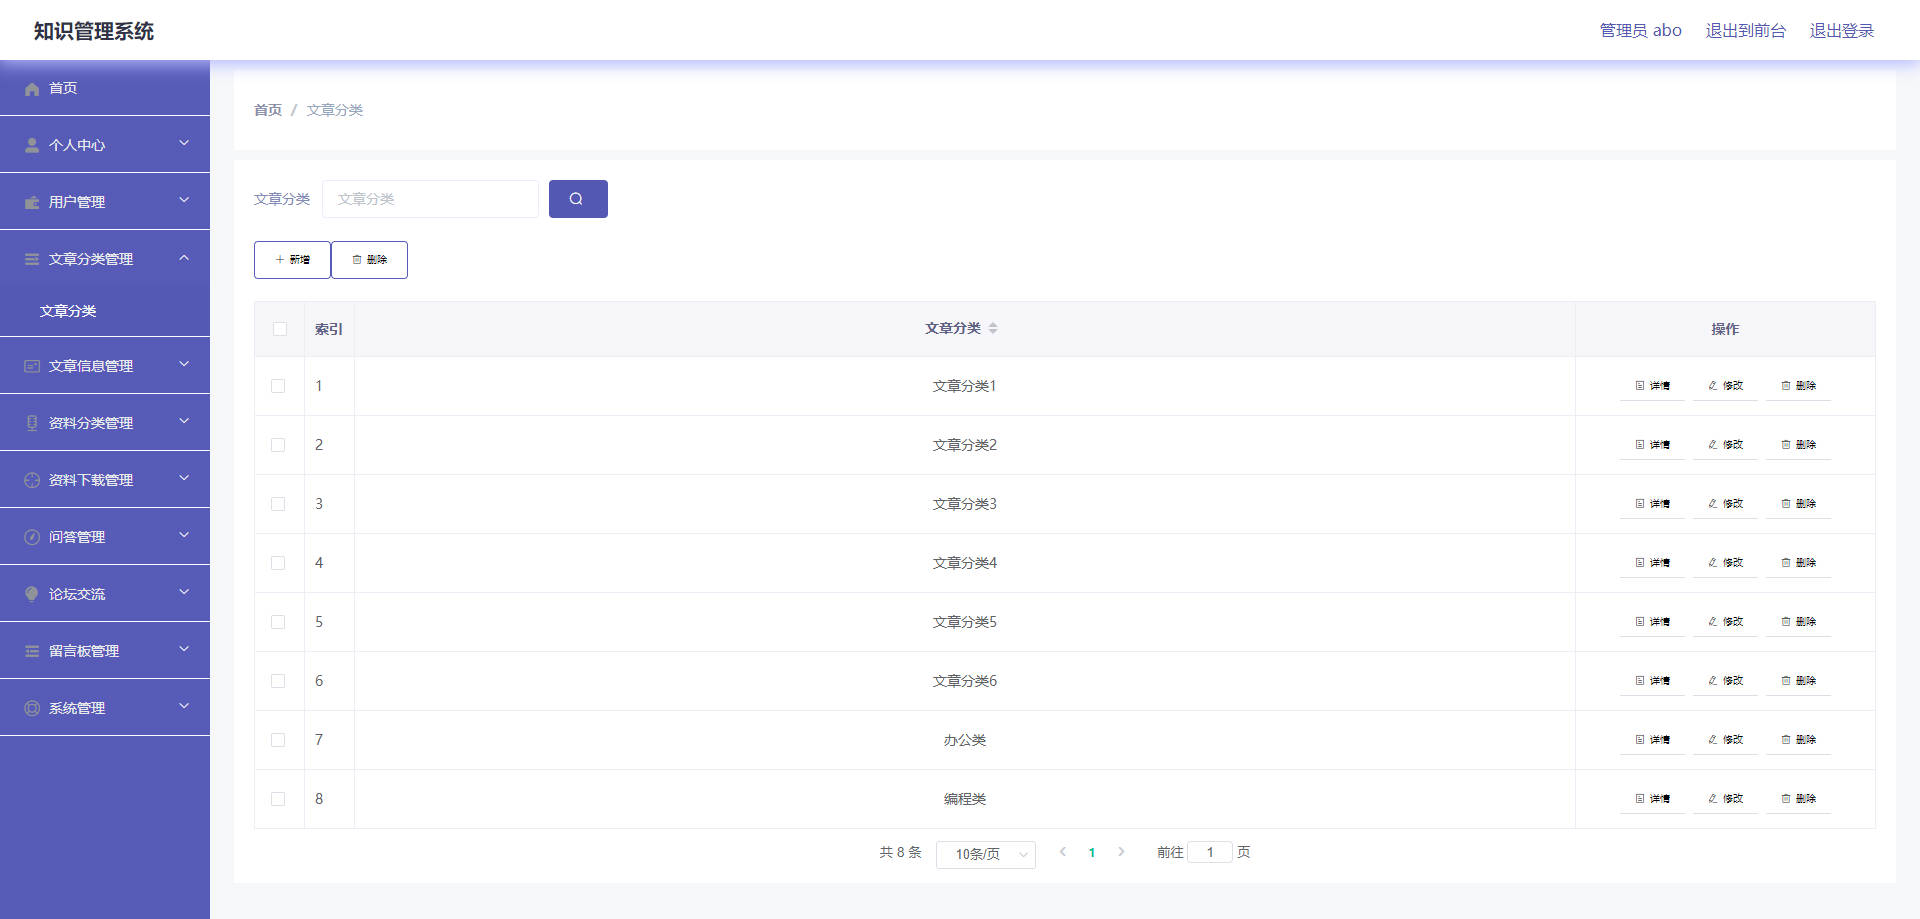 知识管理系统
管理员 abo 退出到前台 退出登录
首页
个人中心
用户管理
文章分类管理
文章分类
文章信息管理
资料分类管理
资料下载管理
问答管理
论坛交流
留言板管理
系统管理
首页 / 文章分类
文章分类 文章分类
新增 删除
索引 文章分类 操作
1 文章分类1 详情 修改 删除
2 文章分类2 详情 修改 删除
3 文章分类3 详情 修改 删除
4 文章分类4 详情 修改 删除
5 文章分类5 详情 修改 删除
6 文章分类6 详情 修改 删除
7 办公类 详情 修改 删除
8 编程类 详情 修改 删除
共 8 条 10条/页 1 前往 1 页